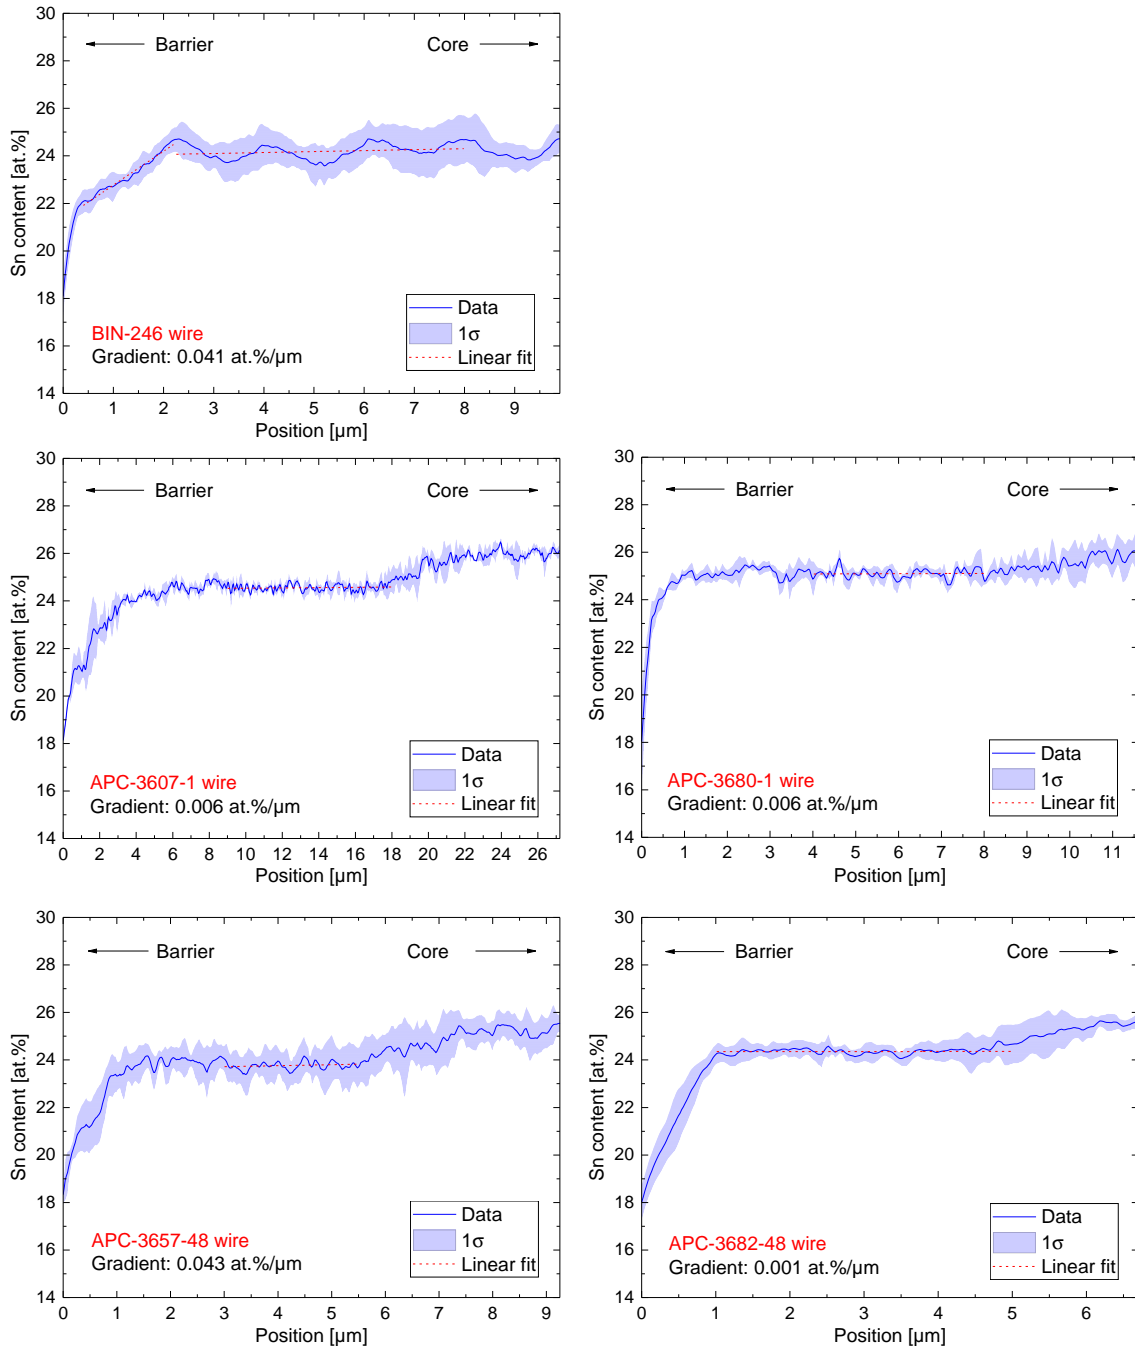 30
28
26
24
22
20
18
16
14
Sn content [at.%]
Barrier
Core
Data
1σ
Linear fit
BIN-246 wire
Gradient: 0.041 at.%/µm
0 1 2 3 4 5 6 7 8 9
Position [µm]
30
28
26
24
22
20
18
16
14
Sn content [at.%]
Barrier
Core
Data
1σ
Linear fit
APC-3607-1 wire
Gradient: 0.006 at.%/µm
0 2 4 6 8 10 12 14 16 18 20 22 24 26
Position [µm]
30
28
26
24
22
20
18
16
14
Sn content [at.%]
Barrier
Core
Data
1σ
Linear fit
APC-3680-1 wire
Gradient: 0.006 at.%/µm
0 1 2 3 4 5 6 7 8 9 10 11
Position [µm]
30
28
26
24
22
20
18
16
14
Sn content [at.%]
Barrier
Core
Data
1σ
Linear fit
APC-3657-48 wire
Gradient: 0.043 at.%/µm
0 1 2 3 4 5 6 7 8 9
Position [µm]
30
28
26
24
22
20
18
16
14
Sn content [at.%]
Barrier
Core
Data
1σ
Linear fit
APC-3682-48 wire
Gradient: 0.001 at.%/µm
0 1 2 3 4 5 6
Position [µm]